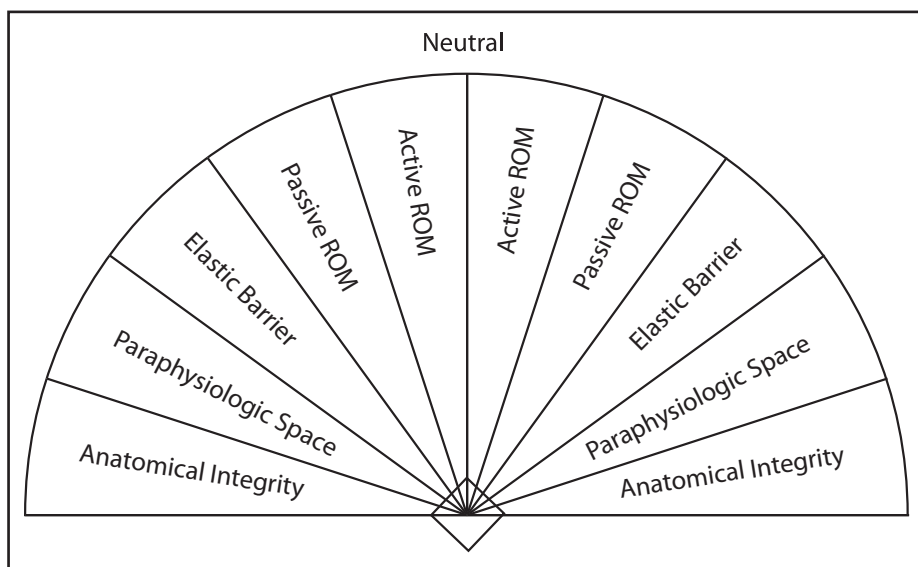 Neutral
Active ROM
Active ROM
Passive ROM
Passive ROM
Elastic Barrier
Elastic Barrier
Paraphysiologic Space
Paraphysiologic Space
Anatomical Integrity
Anatomical Integrity